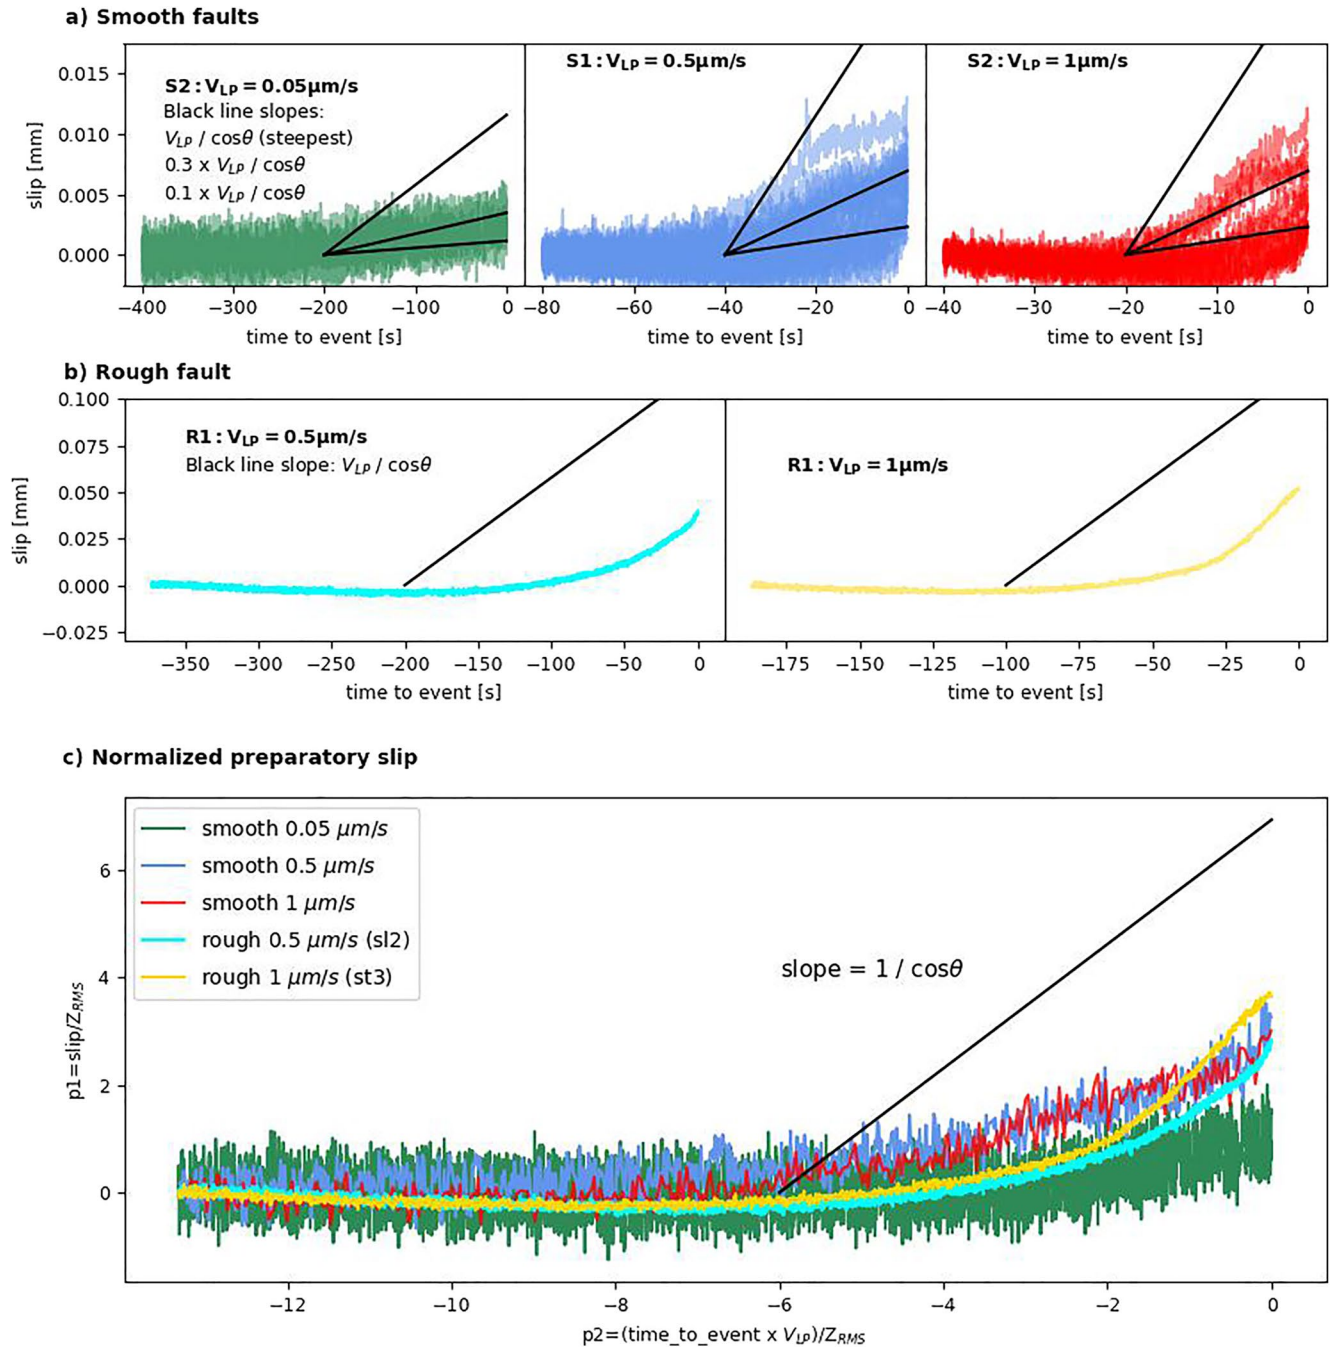 a) Smooth faults
S2 : V_LP = 0.05μm/s
Black line slopes:
V_LP / cosθ (steepest)
0.3 x V_LP / cosθ
0.1 x V_LP / cosθ
S1 : V_LP = 0.5μm/s
S2 : V_LP = 1μm/s
0.015
0.010
0.005
0.000
slip [mm]
−400 −300 −200 −100 0
−80 −60 −40 −20 0
−40 −30 −20 −10 0
time to event [s]
time to event [s]
time to event [s]
b) Rough fault
0.100
0.075
0.050
0.025
0.000
−0.025
slip [mm]
R1 : V_LP = 0.5μm/s
Black line slope: V_LP / cosθ
R1 : V_LP = 1μm/s
−350 −300 −250 −200 −150 −100 −50 0
−175 −150 −125 −100 −75 −50 −25 0
time to event [s]
time to event [s]
c) Normalized preparatory slip
smooth 0.05 μm/s
smooth 0.5 μm/s
smooth 1 μm/s
rough 0.5 μm/s (sl2)
rough 1 μm/s (st3)
slope = 1 / cosθ
6
4
2
0
p1=slip/Z_RMS
−12 −10 −8 −6 −4 −2 0
p2=(time_to_event x V_LP)/Z_RMS